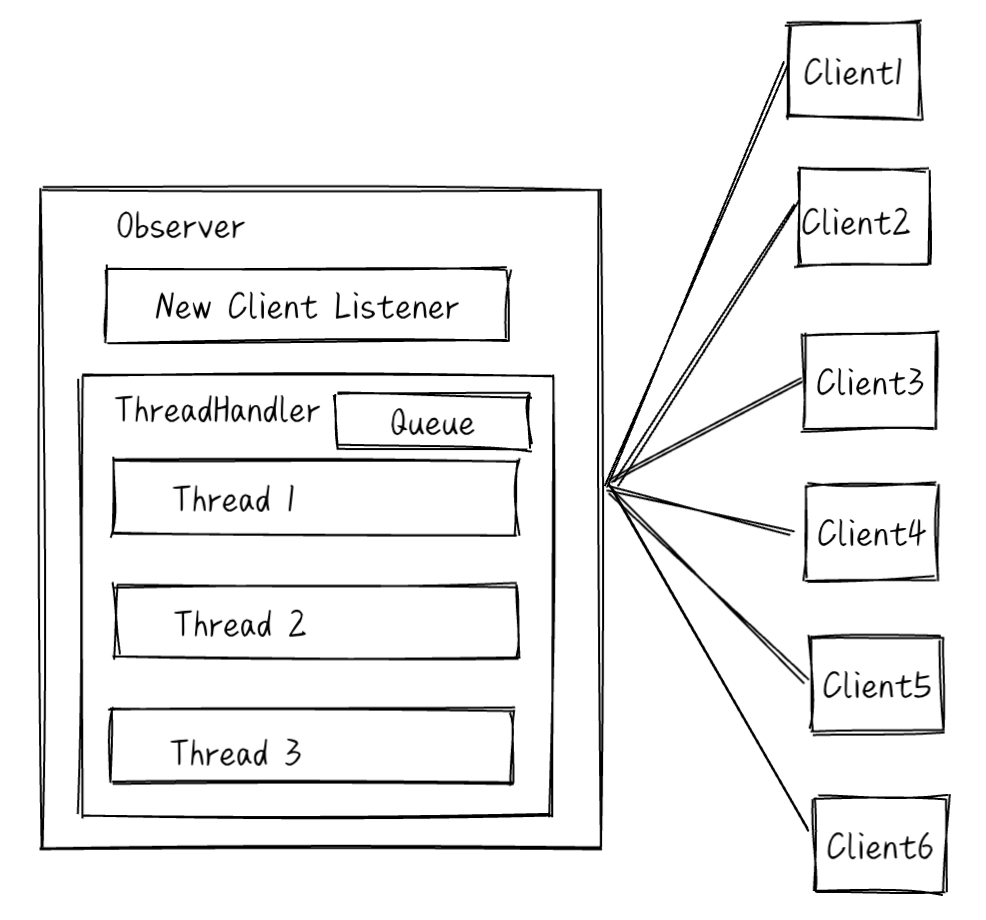 Observer
New Client Listener
ThreadHandler
Queue
Thread 1
Thread 2
Thread 3
Client1
Client2
Client3
Client4
Client5
Client6